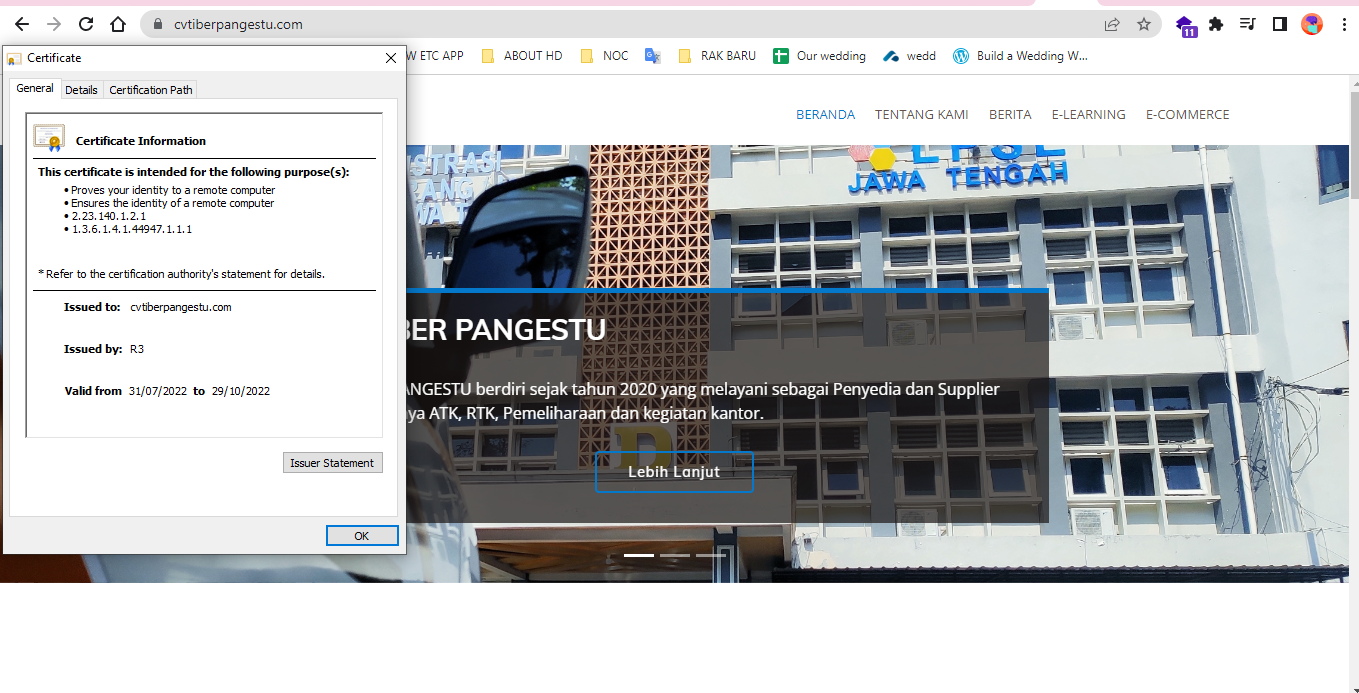 cvtiberpangestu.com
11
W ETC APP
ABOUT HD
NOC
RAK BARU
Our wedding
wedd
Build a Wedding W...
Certificate
General
Details
Certification Path
Certificate Information
This certificate is intended for the following purpose(s):
• Proves your identity to a remote computer
• Ensures the identity of a remote computer
• 2.23.140.1.2.1
• 1.3.6.1.4.1.44947.1.1.1
* Refer to the certification authority's statement for details.
Issued to: cvtiberpangestu.com
Issued by: R3
Valid from 31/07/2022 to 29/10/2022
Issuer Statement
OK
BERANDA
TENTANG KAMI
BERITA
E-LEARNING
E-COMMERCE
STRASI
ANG
WA T
LPSE
JAWA TENGAH
BER PANGESTU
ANGESTU berdiri sejak tahun 2020 yang melayani sebagai Penyedia dan Supplier
ya ATK, RTK, Pemeliharaan dan kegiatan kantor.
D
Lebih Lanjut